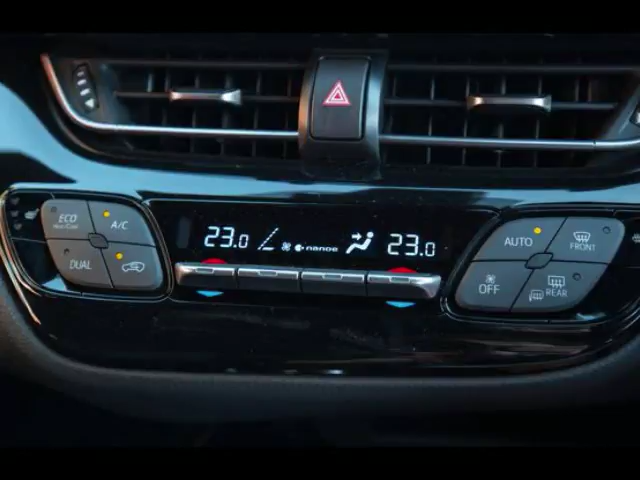 23.0 nanoe 23.0
ECO
A/C
DUAL
AUTO
FRONT
OFF
REAR